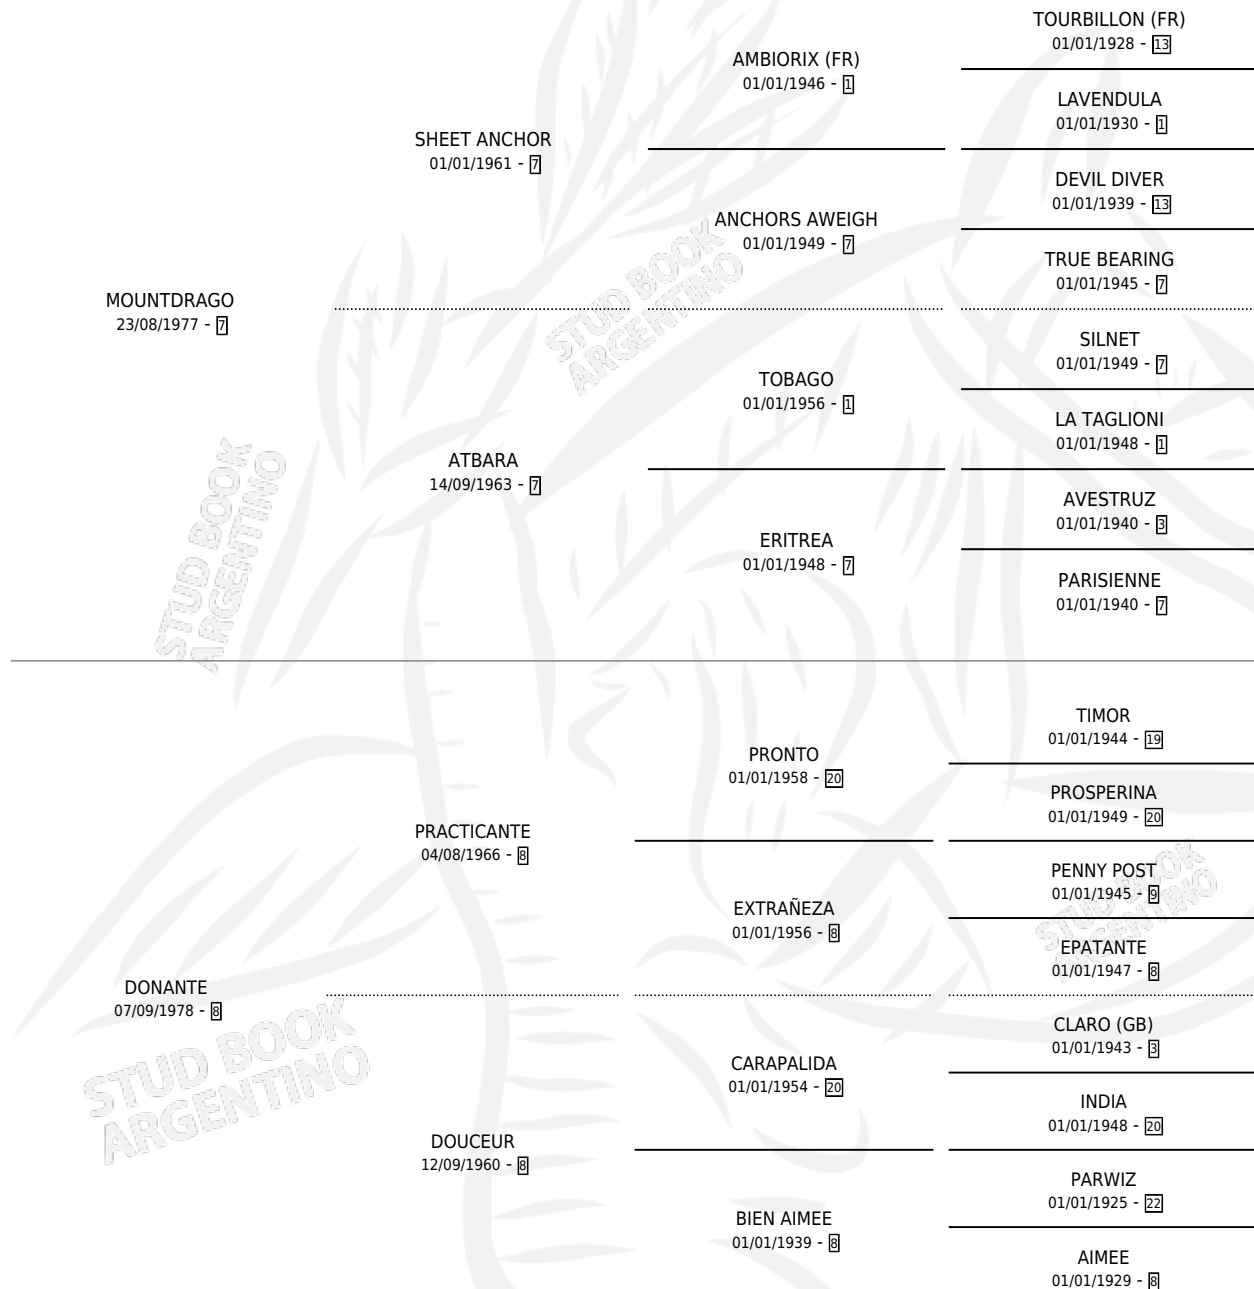 TOURBILLON (FR)
01/01/1928 - 13
AMBIORIX (FR)
01/01/1946 - 1
LAVENDULA
01/01/1930 - 1
SHEET ANCHOR
01/01/1961 - 7
DEVIL DIVER
01/01/1939 - 13
ANCHORS AWEIGH
01/01/1949 - 7
TRUE BEARING
01/01/1945 - 7
MOUNTDRAGO
23/08/1977 - 7
STUD BOOK
ARGENTINO
SILNET
01/01/1949 - 7
TOBAGO
01/01/1956 - 1
LA TAGLIONI
01/01/1948 - 1
ATBARA
14/09/1963 - 7
AVESTRUZ
01/01/1940 - 3
ERITREA
01/01/1948 - 7
PARISIENNE
01/01/1940 - 7
STUD BOOK
ARGENTINO
TIMOR
01/01/1944 - 19
PRONTO
01/01/1958 - 20
PROSPERINA
01/01/1949 - 20
PRACTICANTE
04/08/1966 - 8
PENNY POST
01/01/1945 - 9
EXTRAÑEZA
01/01/1956 - 8
STUD BOOK
ARGENTINO
EPATANTE
01/01/1947 - 8
DONANTE
07/09/1978 - 8
CLARO (GB)
01/01/1943 - 3
CARAPALIDA
01/01/1954 - 20
STUD BOOK
ARGENTINO
INDIA
01/01/1948 - 20
DOUCEUR
12/09/1960 - 8
PARWIZ
01/01/1925 - 22
BIEN AIMEE
01/01/1939 - 8
AIMEE
01/01/1929 - 8